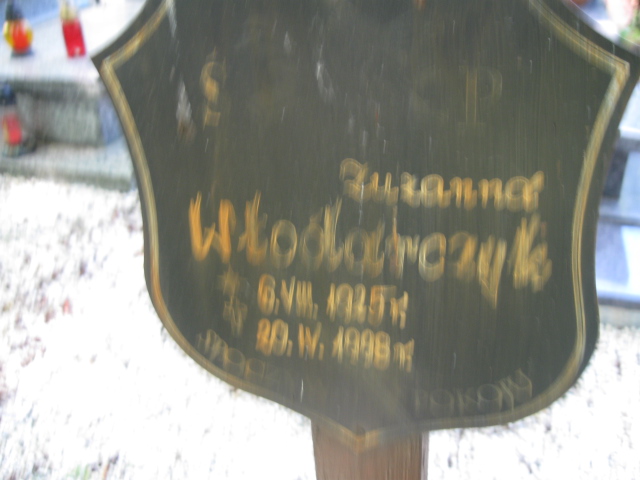 Ś P
Zuzanna
Włodarczyk
6.VIII. 1925 r.
20. IV. 1998 r.
POKOJU